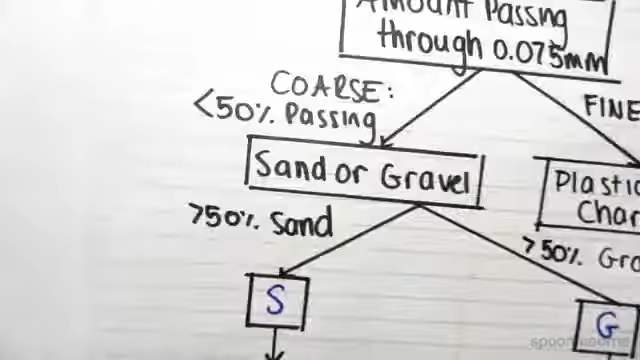 Amount Passing
through 0.075mm
COARSE:
<50% Passing
FINE
Sand or Gravel
Plastic
Char
>50% Sand
>50% Gra
S
G